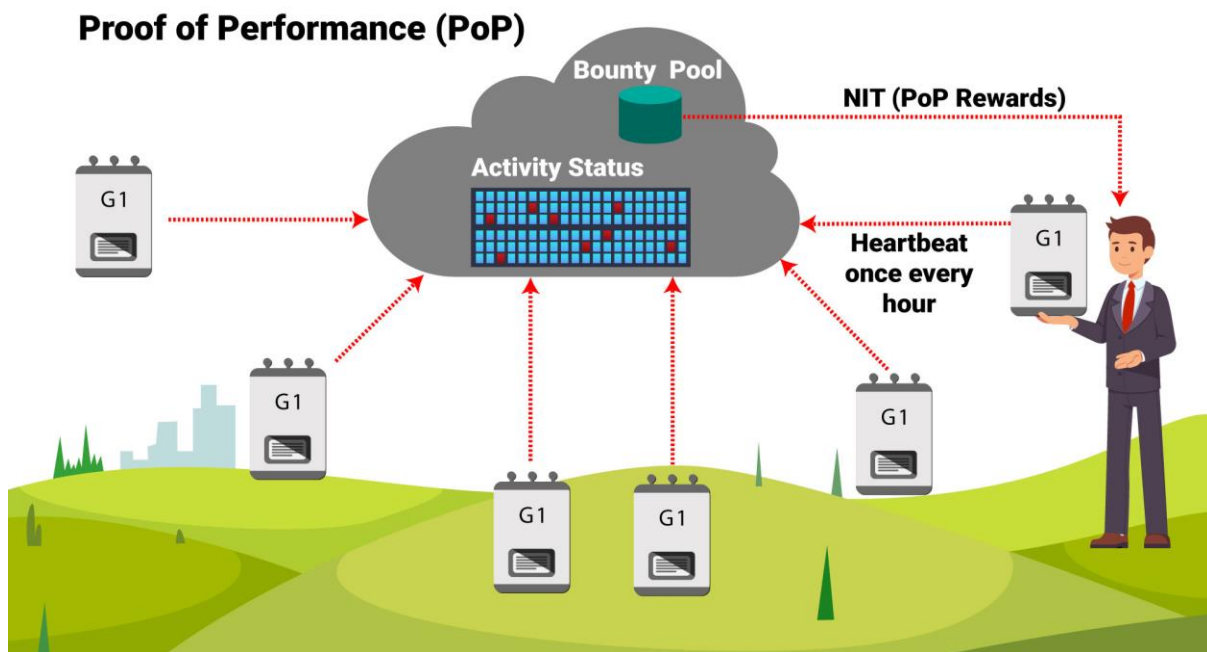 Proof of Performance (PoP)
Bounty Pool
NIT (PoP Rewards)
Activity Status
G1
G1
Heartbeat
once every
hour
G1
G1
G1
G1